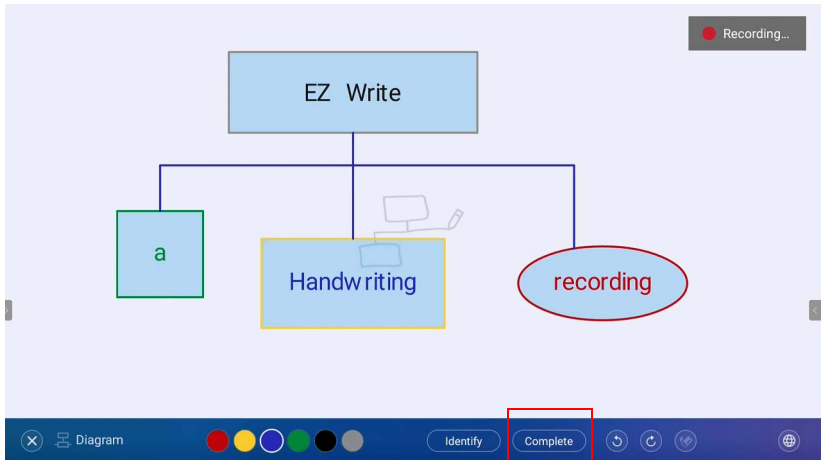 Recording...
EZ Write
a
Handwriting
recording
Diagram
Identify
Complete